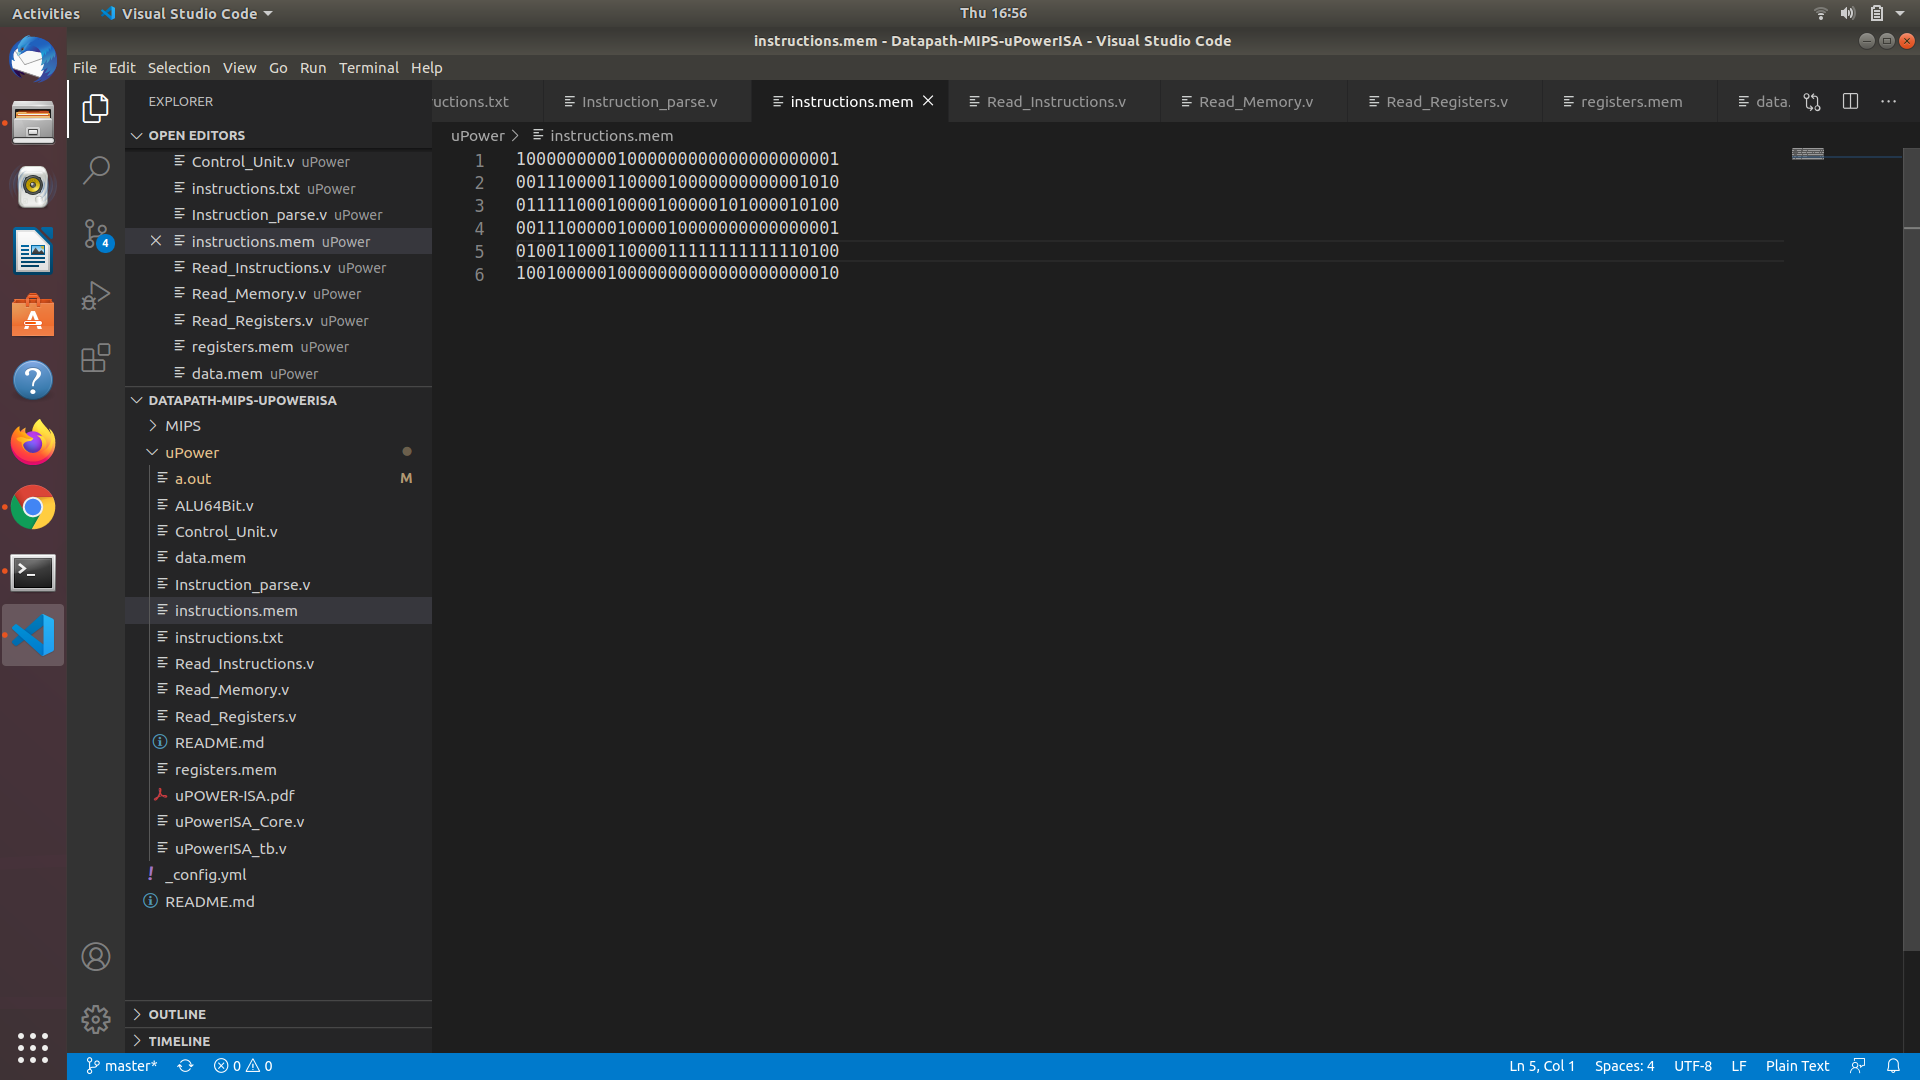 Activities
Visual Studio Code
Thu 16:56
instructions.mem - Datapath-MIPS-uPowerISA - Visual Studio Code
File Edit Selection View Go Run Terminal Help
EXPLORER
OPEN EDITORS
Control_Unit.v uPower
instructions.txt uPower
Instruction_parse.v uPower
instructions.mem uPower
Read_Instructions.v uPower
Read_Memory.v uPower
Read_Registers.v uPower
registers.mem uPower
data.mem uPower
DATAPATH-MIPS-UPOWERISA
MIPS
uPower
a.out M
ALU64Bit.v
Control_Unit.v
data.mem
Instruction_parse.v
instructions.mem
instructions.txt
Read_Instructions.v
Read_Memory.v
Read_Registers.v
README.md
registers.mem
uPOWER-ISA.pdf
uPowerISA_Core.v
uPowerISA_tb.v
_config.yml
README.md
OUTLINE
TIMELINE
4
uctions.txt Instruction_parse.v instructions.mem Read_Instructions.v Read_Memory.v Read_Registers.v registers.mem data.
uPower > instructions.mem
1 10000000001000000000000000000001
2 00111000011000010000000000001010
3 01111100010000100000101000010100
4 00111000001000010000000000000001
5 01001100011000011111111111110100
6 10010000010000000000000000000010
master* 0 0
Ln 5, Col 1 Spaces: 4 UTF-8 LF Plain Text